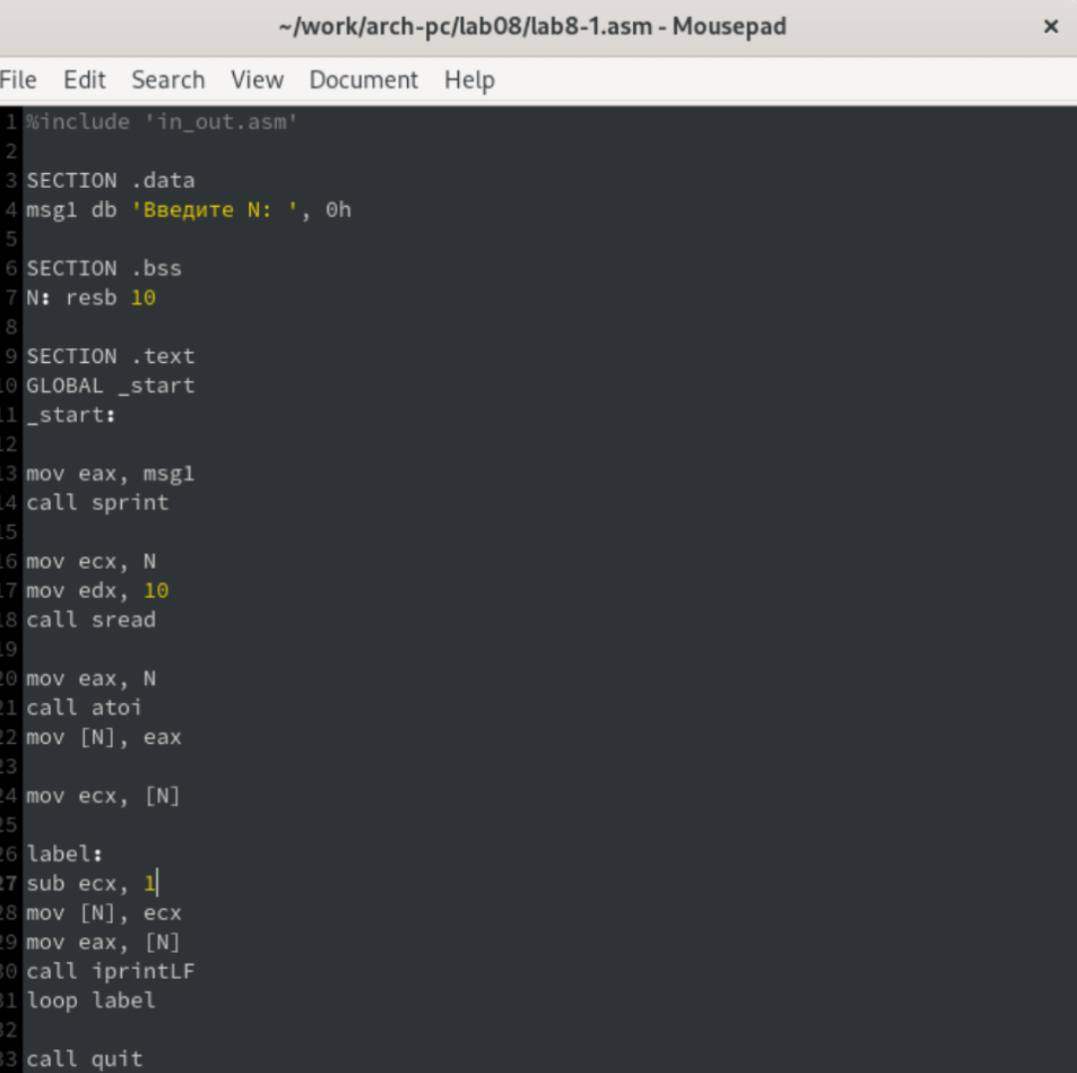 ~/work/arch-pc/lab08/lab8-1.asm - Mousepad ×
File Edit Search View Document Help
1 %include 'in_out.asm'
2
3 SECTION .data
4 msg1 db 'Введите N: ', 0h
5
6 SECTION .bss
7 N: resb 10
8
9 SECTION .text
10 GLOBAL _start
11 _start:
12
13 mov eax, msg1
14 call sprint
15
16 mov ecx, N
17 mov edx, 10
18 call sread
19
20 mov eax, N
21 call atoi
22 mov [N], eax
23
24 mov ecx, [N]
25
26 label:
27 sub ecx, 1
28 mov [N], ecx
29 mov eax, [N]
30 call iprintLF
31 loop label
32
33 call quit